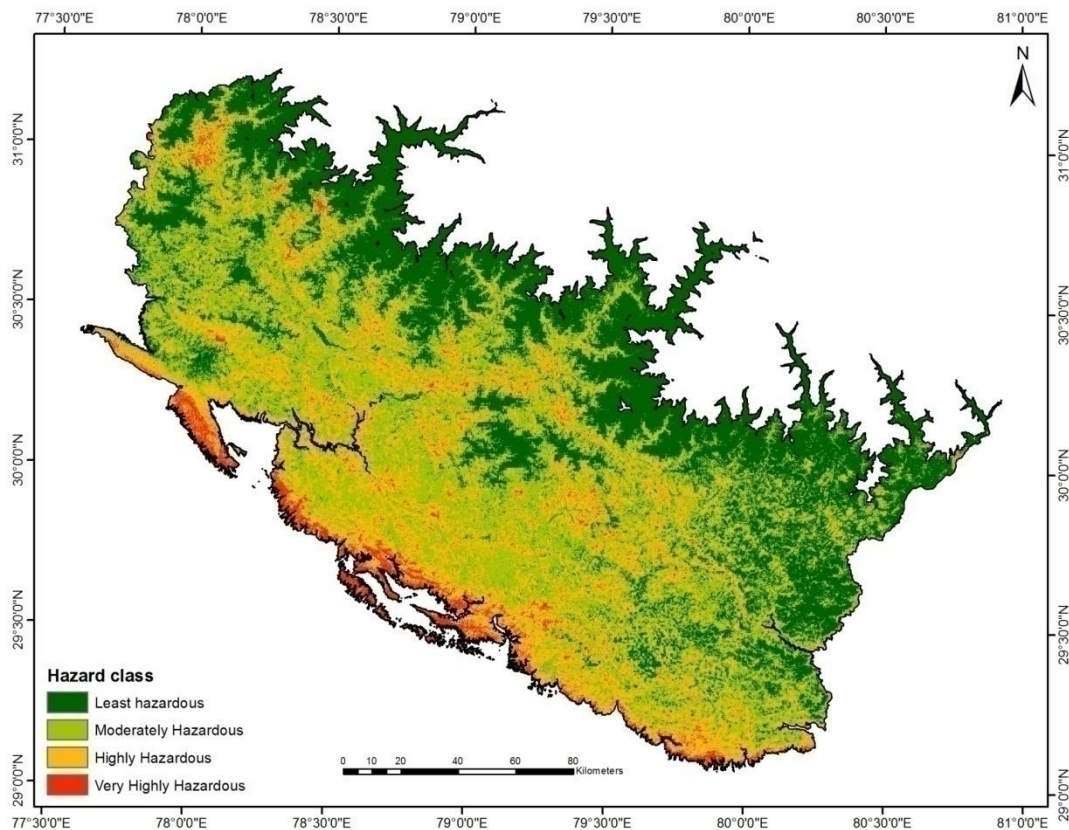 77°30'0"E 78°0'0"E 78°30'0"E 79°0'0"E 79°30'0"E 80°0'0"E 80°30'0"E 81°0'0"E
N
31°0'0"N 31°0'0"N
30°30'0"N 30°30'0"N
30°0'0"N 30°0'0"N
29°30'0"N 29°30'0"N
Hazard class
Least hazardous
Moderately Hazardous
Highly Hazardous
Very Highly Hazardous
0 5 10 20 40 60 80
Kilometers
29°0'0"N 29°0'0"N
77°30'0"E 78°0'0"E 78°30'0"E 79°0'0"E 79°30'0"E 80°0'0"E 80°30'0"E 81°0'0"E